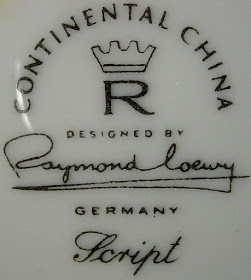 CONTINENTAL CHINA
R
DESIGNED BY
Raymond Loewy
GERMANY
Script